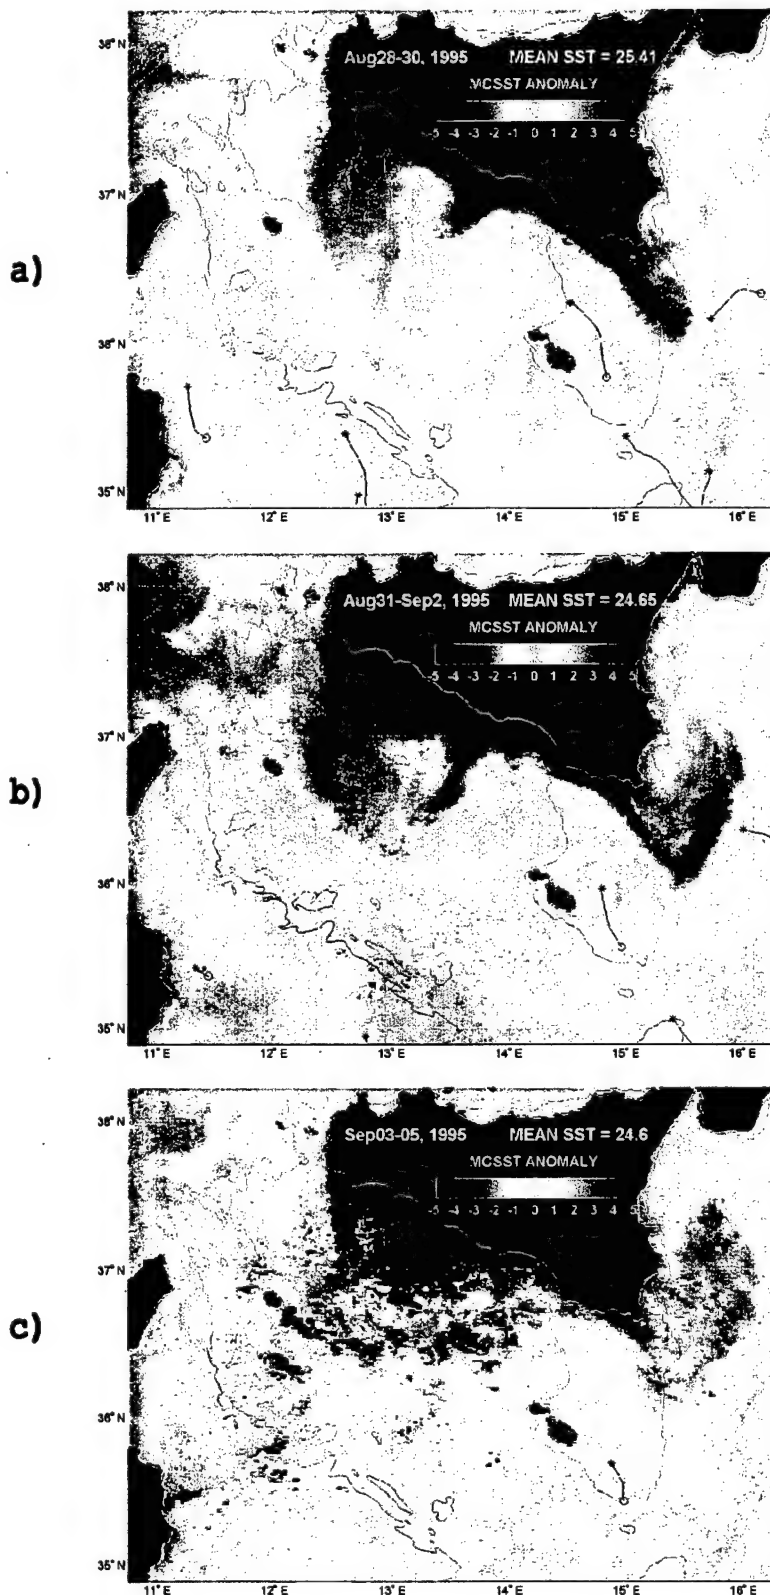 a)
38° N
37° N
36° N
35° N
Aug28-30, 1995 MEAN SST = 25.41
MCSST ANOMALY
-5 -4 -3 -2 -1 0 1 2 3 4 5
11° E 12° E 13° E 14° E 15° E 16° E
b)
38° N
37° N
36° N
35° N
Aug31-Sep2, 1995 MEAN SST = 24.65
MCSST ANOMALY
-5 -4 -3 -2 -1 0 1 2 3 4 5
11° E 12° E 13° E 14° E 15° E 16° E
c)
38° N
37° N
36° N
35° N
Sep03-05, 1995 MEAN SST = 24.6
MCSST ANOMALY
-5 -4 -3 -2 -1 0 1 2 3 4 5
11° E 12° E 13° E 14° E 15° E 16° E